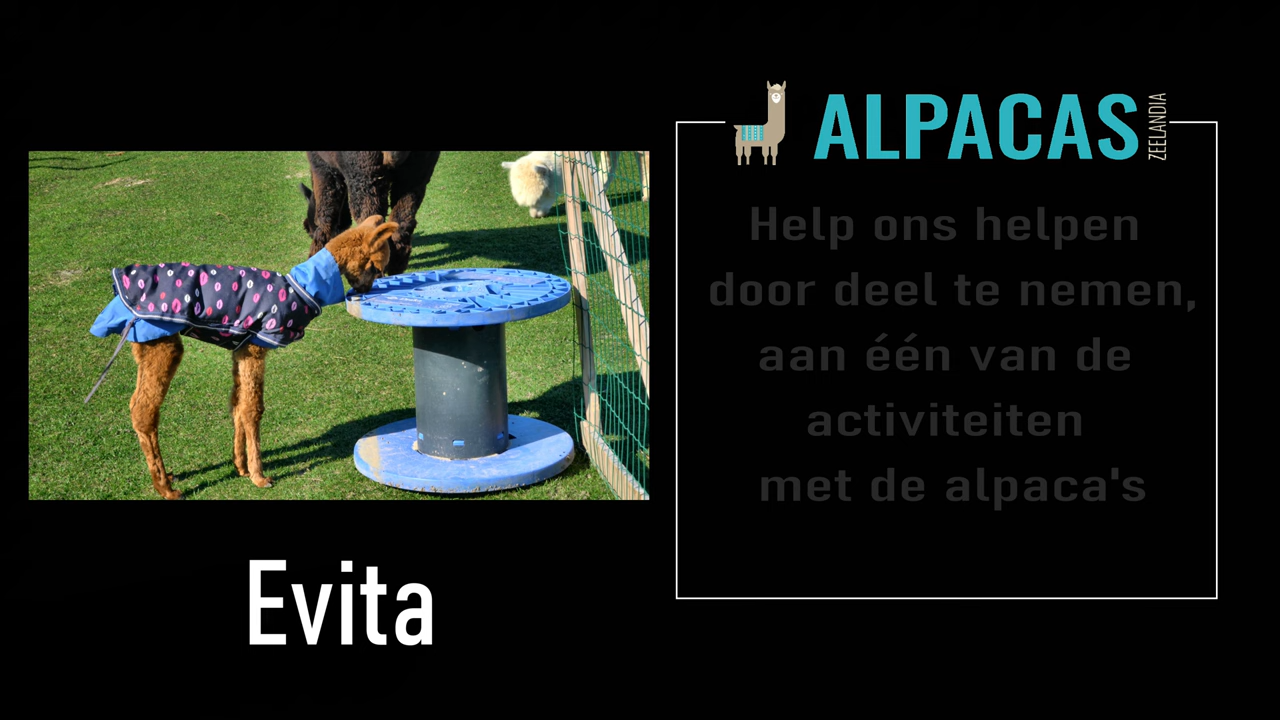 ALPACAS
ZEELANDIA
Help ons helpen
door deel te nemen,
aan één van de
activiteiten
met de alpaca's
Evita